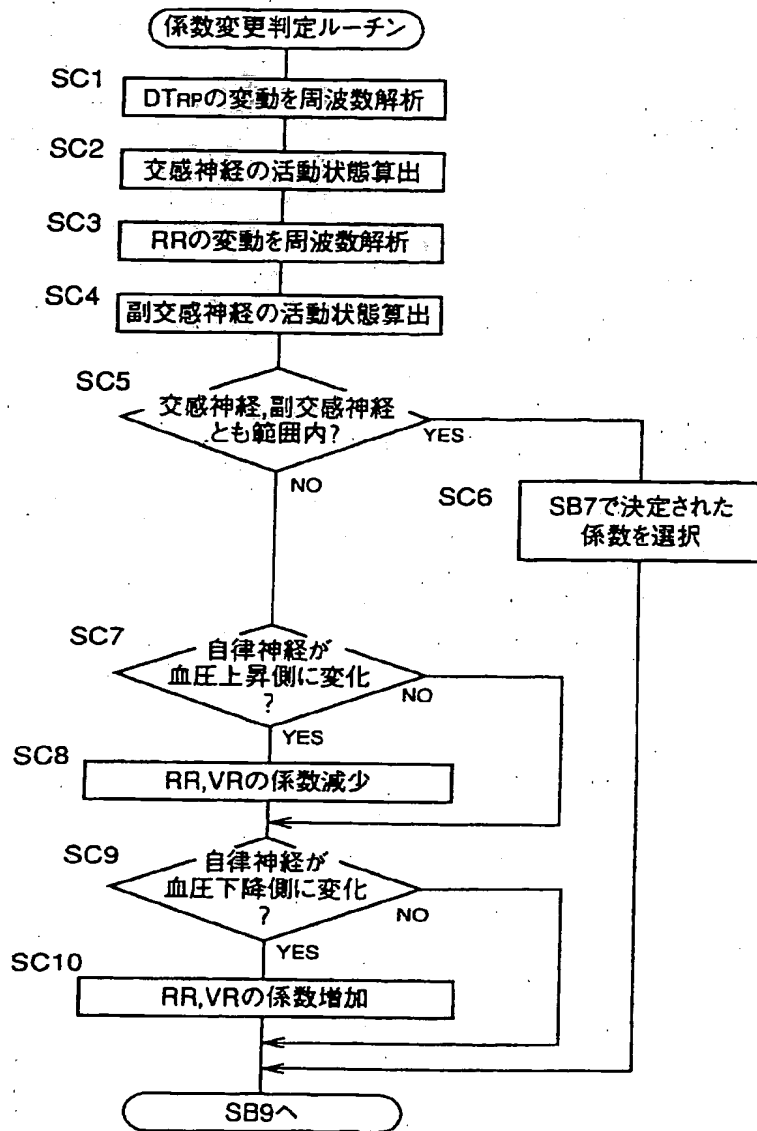 係数変更判定ルーチン
SC1
DTRPの変動を周波数解析
SC2
交感神経の活動状態算出
SC3
RRの変動を周波数解析
SC4
副交感神経の活動状態算出
SC5
交感神経,副交感神経
とも範囲内?
YES
NO
SC6
SB7で決定された
係数を選択
SC7
自律神経が
血圧上昇側に変化
?
NO
YES
SC8
RR,VRの係数減少
SC9
自律神経が
血圧下降側に変化
?
NO
YES
SC10
RR,VRの係数増加
SB9へ